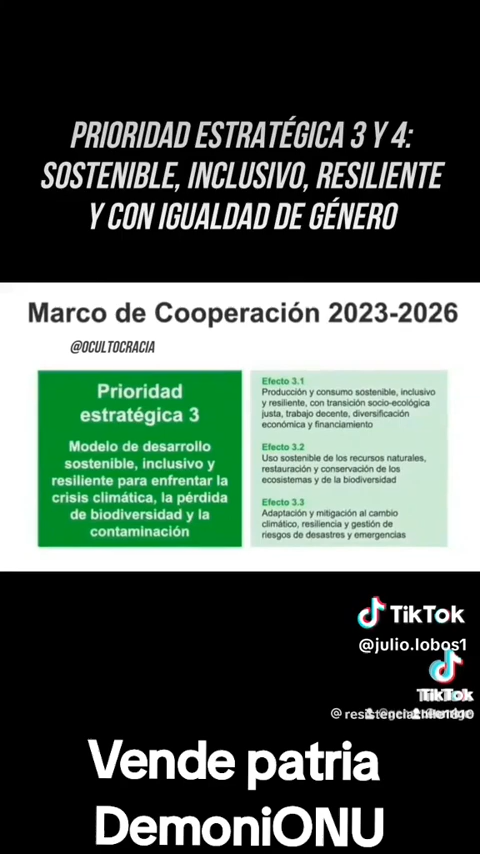 PRIORIDAD ESTRATÉGICA 3 Y 4:
SOSTENIBLE, INCLUSIVO, RESILIENTE
Y CON IGUALDAD DE GÉNERO
Marco de Cooperación 2023-2026
@OCULTOCRACIA
Prioridad
estratégica 3
Modelo de desarrollo
sostenible, inclusivo y
resiliente para enfrentar la
crisis climática, la pérdida
de biodiversidad y la
contaminación
Efecto 3.1
Producción y consumo sostenible, inclusivo
y resiliente, con transición socio-ecológica
justa, trabajo decente, diversificación
económica y financiamiento
Efecto 3.2
Uso sostenible de los recursos naturales,
restauración y conservación de los
ecosistemas y de la biodiversidad
Efecto 3.3
Adaptación y mitigación al cambio
climático, resiliencia y gestión de
riesgos de desastres y emergencias
TikTok
@julio.lobos1
TikTok
Vende patria
DemoniONU